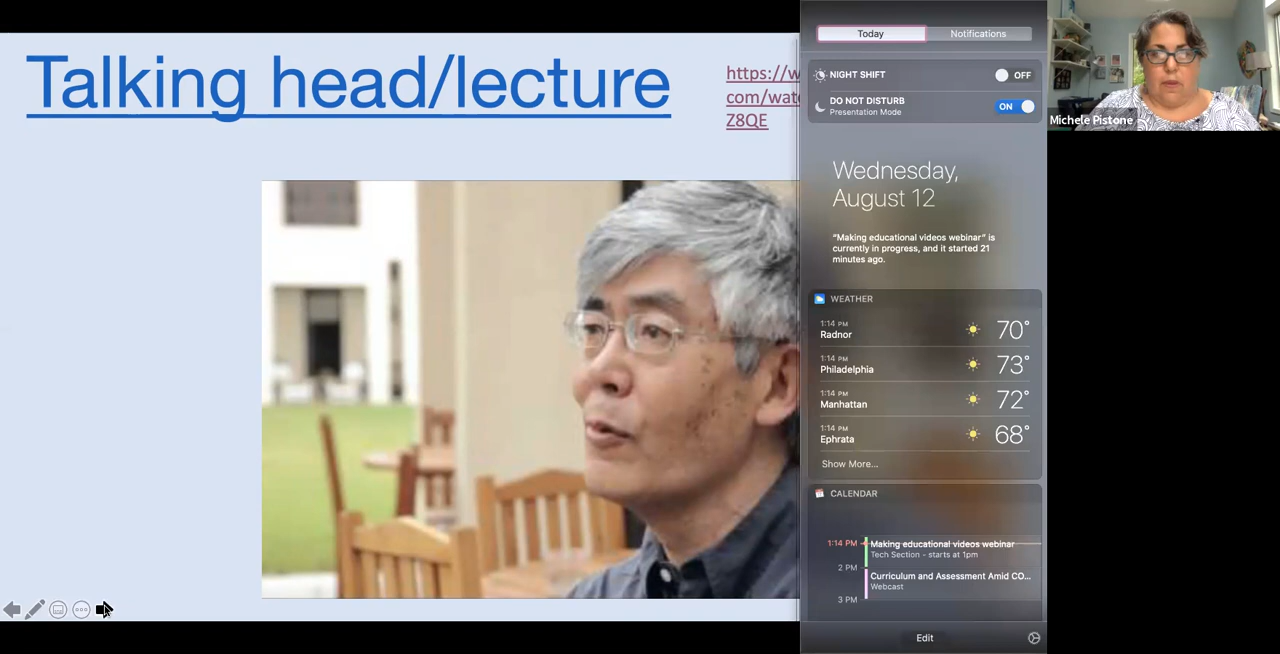 Talking head/lecture
https://w
com/wat
Z8QE
Today
Notifications
NIGHT SHIFT
OFF
DO NOT DISTURB
Presentation Mode
ON
Wednesday,
August 12
“Making educational videos webinar” is
currently in progress, and it started 21
minutes ago.
WEATHER
1:14 PM
Radnor
70°
1:14 PM
Philadelphia
73°
1:14 PM
Manhattan
72°
1:14 PM
Ephrata
68°
Show More...
CALENDAR
1:14 PM
Making educational videos webinar
Tech Section - starts at 1pm
2 PM
Curriculum and Assessment Amid CO...
Webcast
3 PM
Edit
Michele Pistone